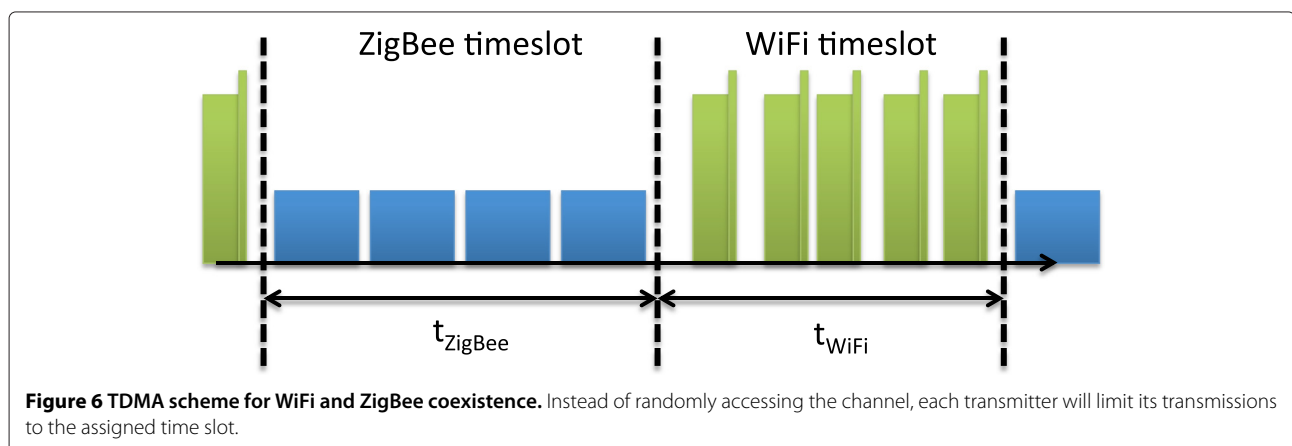 ZigBee timeslot WiFi timeslot
tZigBee tWiFi
Figure 6 TDMA scheme for WiFi and ZigBee coexistence. Instead of randomly accessing the channel, each transmitter will limit its transmissions
to the assigned time slot.